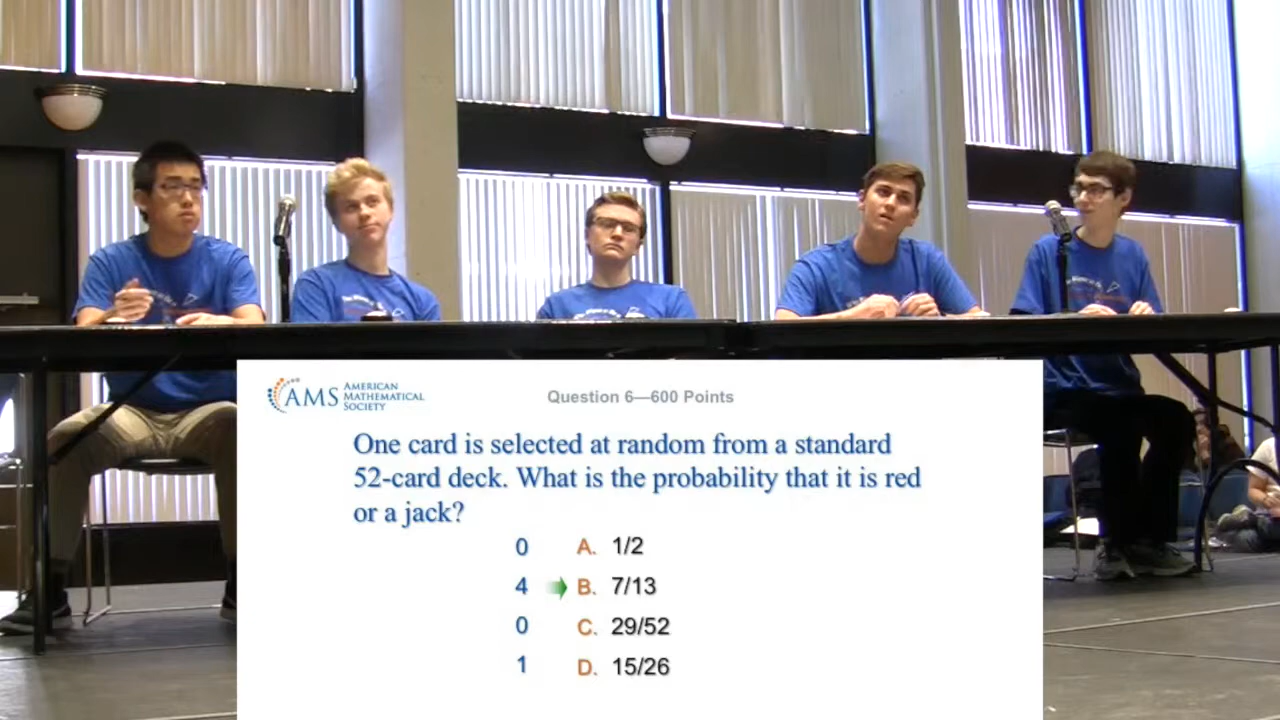 AMS
AMERICAN
MATHEMATICAL
SOCIETY
Question 6—600 Points
One card is selected at random from a standard
52-card deck. What is the probability that it is red
or a jack?
0 A. 1/2
4 B. 7/13
0 C. 29/52
1 D. 15/26